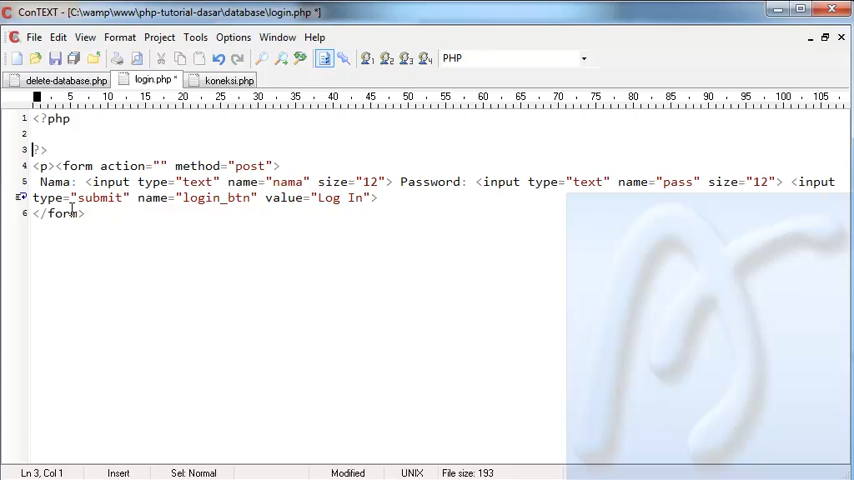 ConTEXT - [C:\wamp\www\php-tutorial-dasar\database\login.php *]
File Edit View Format Project Tools Options Window Help
1 2 3 4 PHP
delete-database.php login.php * koneksi.php
0 5 10 15 20 25 30 35 40 45 50 55 60 65 70 75 80 85 90 95 100 105
1 <?php
2
3 ?>
4 <p><form action="" method="post">
5 Nama: <input type="text" name="nama" size="12"> Password: <input type="text" name="pass" size="12"> <input
type="submit" name="login_btn" value="Log In">
6 </form>
Ln 3, Col 1 Insert Sel: Normal Modified UNIX File size: 193